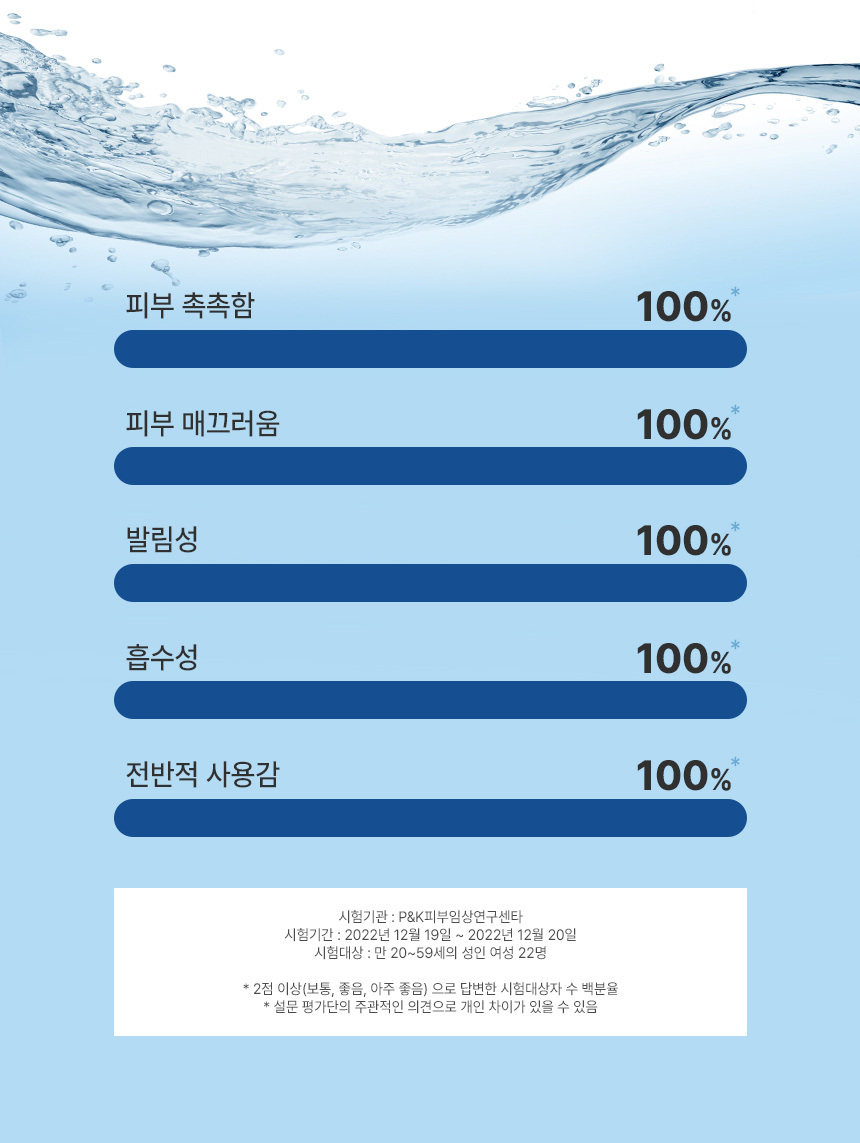 피부 촉촉함 100%*
피부 매끄러움 100%*
발림성 100%*
흡수성 100%*
전반적 사용감 100%*
시험기관 : P&K피부임상연구센타
시험기간 : 2022년 12월 19일 ~ 2022년 12월 20일
시험대상 : 만 20~59세의 성인 여성 22명
* 2점 이상(보통, 좋음, 아주 좋음) 으로 답변한 시험대상자 수 백분율
* 설문 평가단의 주관적인 의견으로 개인 차이가 있을 수 있음